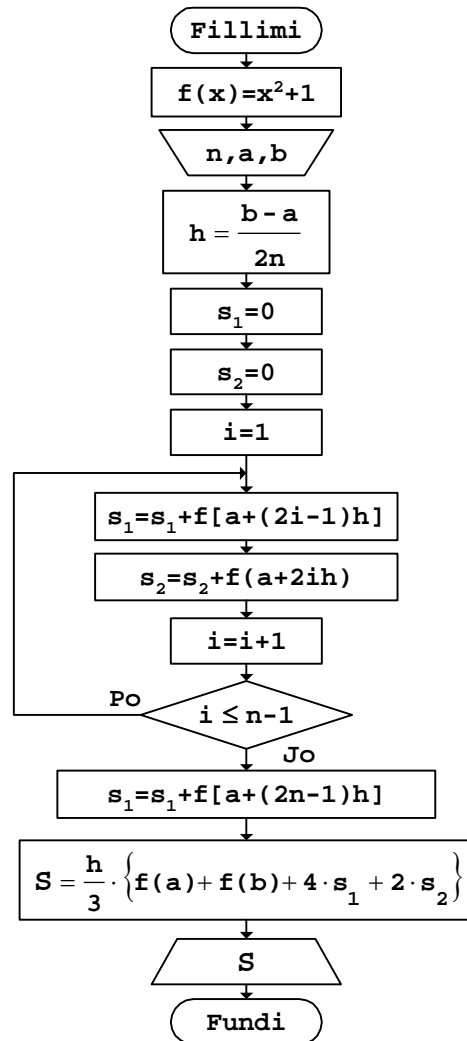 Fillimi
f(x)=x²+1
n,a,b
h = (b-a)/(2n)
s₁=0
s₂=0
i=1
s₁=s₁+f[a+(2i-1)h]
s₂=s₂+f(a+2ih)
i=i+1
Po
i ≤ n-1
Jo
s₁=s₁+f[a+(2n-1)h]
S = h/3 · {f(a)+ f(b)+ 4 · s₁ + 2 · s₂}
S
Fundi